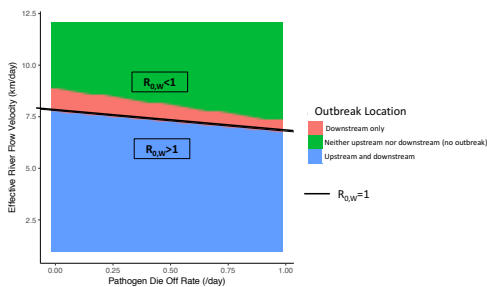 12.5
10.0
7.5
5.0
2.5
Effective River Flow Velocity (km/day)
R0,W<1
R0,W>1
0.00
0.25
0.50
0.75
1.00
Pathogen Die Off Rate (/day)
Outbreak Location
Downstream only
Neither upstream nor downstream (no outbreak)
Upstream and downstream
R0,W=1